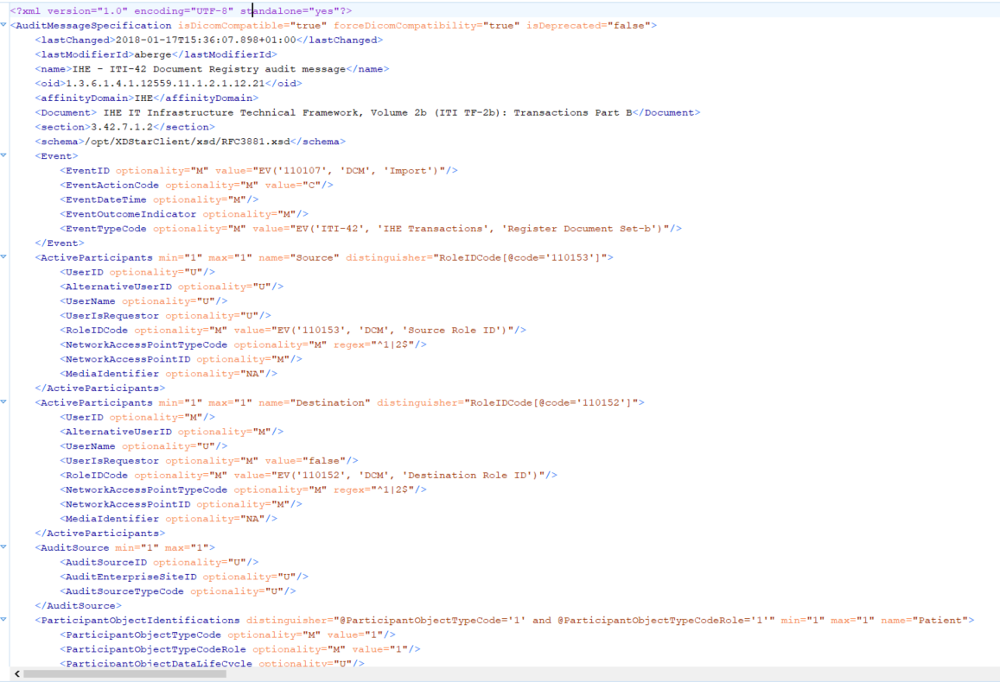 <?xml version="1.0" encoding="UTF-8" standalone="yes"?>
<AuditMessageSpecification isDicomCompatible="true" forceDicomCompatibility="true" isDeprecated="false">
<lastChanged>2018-01-17T15:36:07.898+01:00</lastChanged>
<lastModifierId>aberge</lastModifierId>
<name>IHE - ITI-42 Document Registry audit message</name>
<oid>1.3.6.1.4.1.12559.11.1.2.1.12.21</oid>
<affinityDomain>IHE</affinityDomain>
<Document> IHE IT Infrastructure Technical Framework, Volume 2b (ITI TF-2b): Transactions Part B</Document>
<section>3.42.7.1.2</section>
<schema>/opt/XDStarClient/xsd/RFC3881.xsd</schema>
<Event>
<EventID optionality="M" value="EV('110107', 'DCM', 'Import')"/>
<EventActionCode optionality="M" value="C"/>
<EventDateTime optionality="M"/>
<EventOutcomeIndicator optionality="M"/>
<EventTypeCode optionality="M" value="EV('ITI-42', 'IHE Transactions', 'Register Document Set-b')"/>
</Event>
<ActiveParticipants min="1" max="1" name="Source" distinguisher="RoleIDCode[@code='110153']">
<UserID optionality="U"/>
<AlternativeUserID optionality="U"/>
<UserName optionality="U"/>
<UserIsRequestor optionality="U"/>
<RoleIDCode optionality="M" value="EV('110153', 'DCM', 'Source Role ID')"/>
<NetworkAccessPointTypeCode optionality="M" regex="^1|2$"/>
<NetworkAccessPointID optionality="M"/>
<MediaIdentifier optionality="NA"/>
</ActiveParticipants>
<ActiveParticipants min="1" max="1" name="Destination" distinguisher="RoleIDCode[@code='110152']">
<UserID optionality="M"/>
<AlternativeUserID optionality="M"/>
<UserName optionality="U"/>
<UserIsRequestor optionality="M" value="false"/>
<RoleIDCode optionality="M" value="EV('110152', 'DCM', 'Destination Role ID')"/>
<NetworkAccessPointTypeCode optionality="M" regex="^1|2$"/>
<NetworkAccessPointID optionality="M"/>
<MediaIdentifier optionality="NA"/>
</ActiveParticipants>
<AuditSource min="1" max="1">
<AuditSourceID optionality="U"/>
<AuditEnterpriseSiteID optionality="U"/>
<AuditSourceTypeCode optionality="U"/>
</AuditSource>
<ParticipantObjectIdentifications distinguisher="@ParticipantObjectTypeCode='1' and @ParticipantObjectTypeCodeRole='1'" min="1" max="1" name="Patient">
<ParticipantObjectTypeCode optionality="M" value="1"/>
<ParticipantObjectTypeCodeRole optionality="M" value="1"/>
<ParticipantObjectDataLifeCycle optionality="U"/>